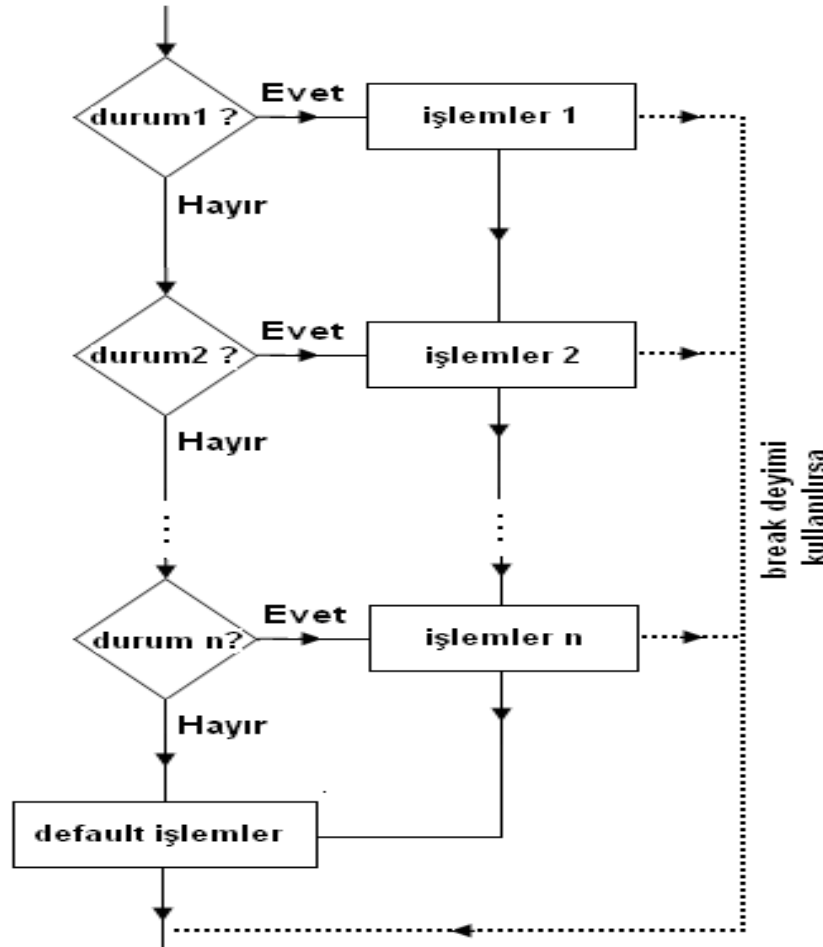 Evet
durum1 ?
işlemler 1
Hayır
Evet
durum2 ?
işlemler 2
Hayır
break deyimi
kullanılırsa
Evet
durum n?
işlemler n
Hayır
default işlemler